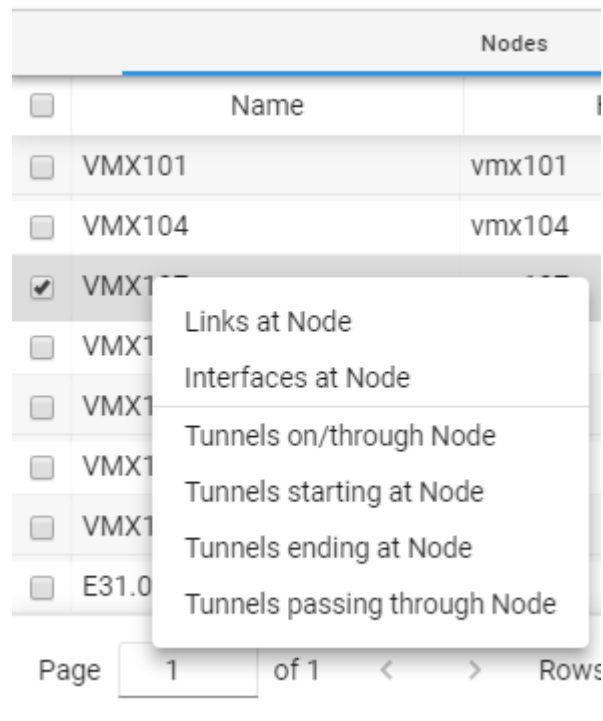 Nodes
Name
VMX101 vmx101
VMX104 vmx104
Links at Node
Interfaces at Node
Tunnels on/through Node
Tunnels starting at Node
Tunnels ending at Node
Tunnels passing through Node
VMX1
VMX1
VMX1
VMX1
E31.0
Page 1 of 1 < > Rows